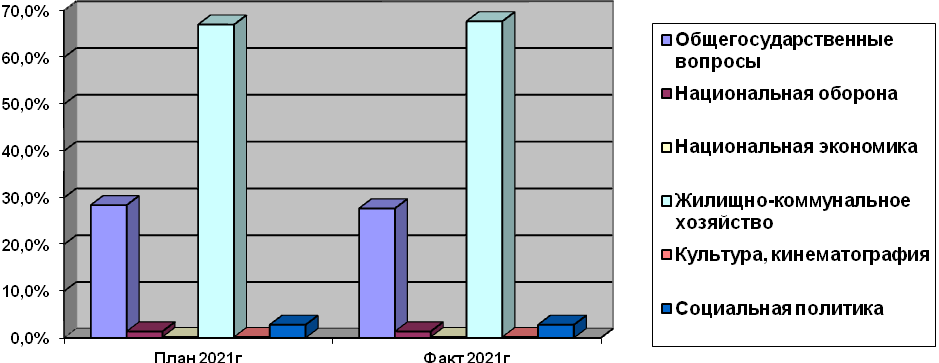 70,0%
60,0%
50,0%
40,0%
30,0%
20,0%
10,0%
0,0%
План 2021г
Факт 2021г
Общегосударственные
вопросы
Национальная оборона
Национальная экономика
Жилищно-коммунальное
хозяйство
Культура, кинематография
Социальная политика